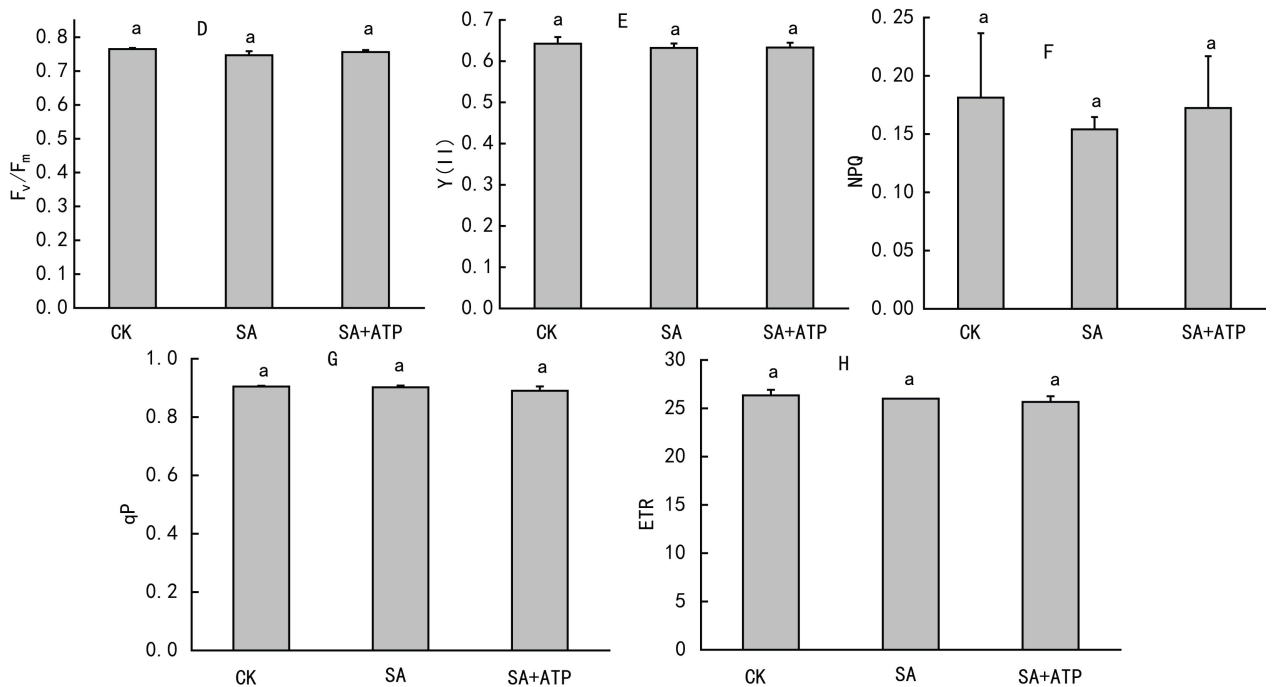 D
a a a
0.8
0.7
0.6
0.5
0.4
0.3
0.2
0.1
0.0
Fv/Fm
CK SA SA+ATP
E
a a a
0.7
0.6
0.5
0.4
0.3
0.2
0.1
0.0
Y(II)
CK SA SA+ATP
F
a a a
0.25
0.20
0.15
0.10
0.05
0.00
NPQ
CK SA SA+ATP
G
a a a
1.0
0.8
0.6
0.4
0.2
0.0
qP
CK SA SA+ATP
H
a a a
30
25
20
15
10
5
0
ETR
CK SA SA+ATP